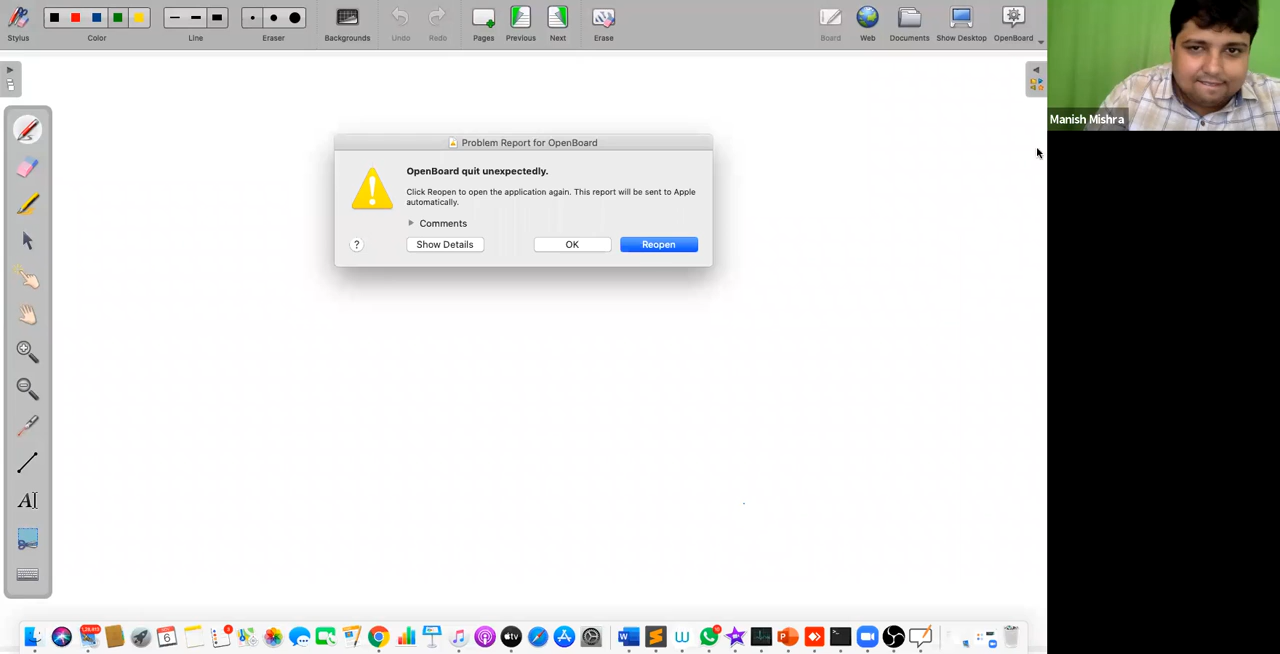 Stylus
Color
Line
Eraser
Backgrounds
Undo
Redo
Pages
Previous
Next
Erase
Board
Web
Documents
Show Desktop
OpenBoard
Manish Mishra
Problem Report for OpenBoard
OpenBoard quit unexpectedly.
Click Reopen to open the application again. This report will be sent to Apple
automatically.
Comments
?
Show Details
OK
Reopen
A
6
W